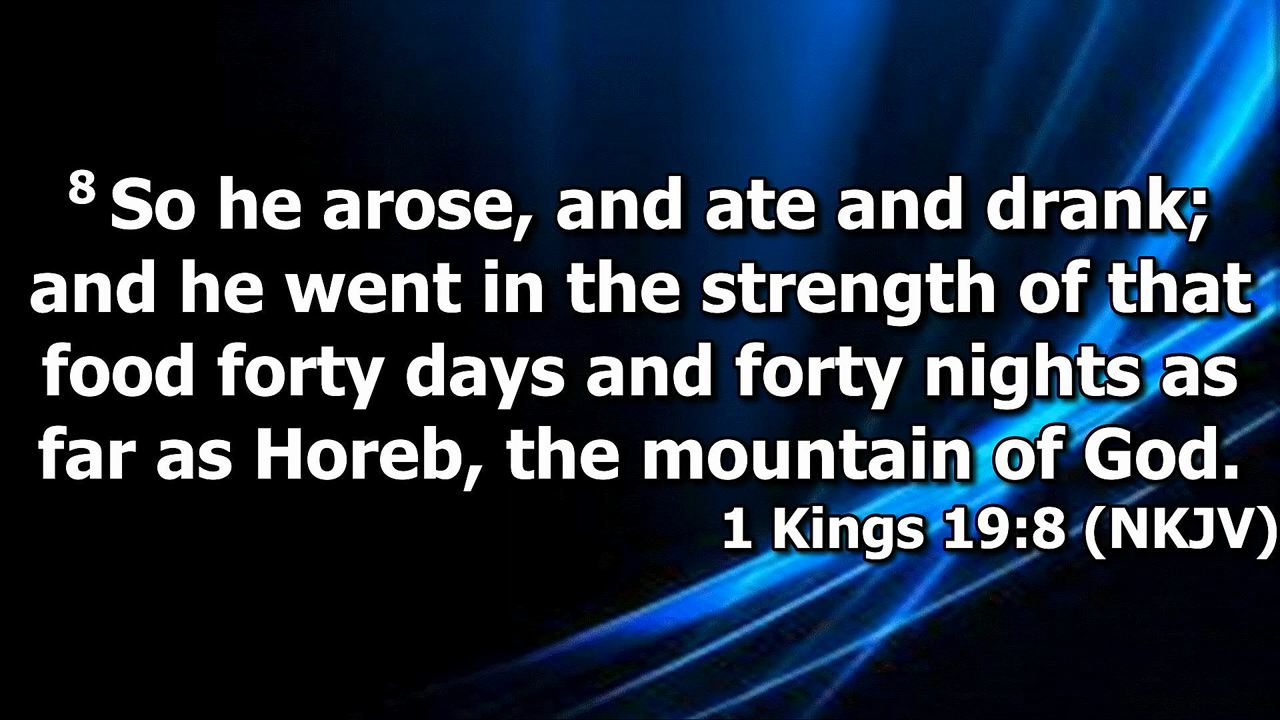 8 So he arose, and ate and drank;
and he went in the strength of that
food forty days and forty nights as
far as Horeb, the mountain of God.
1 Kings 19:8 (NKJV)